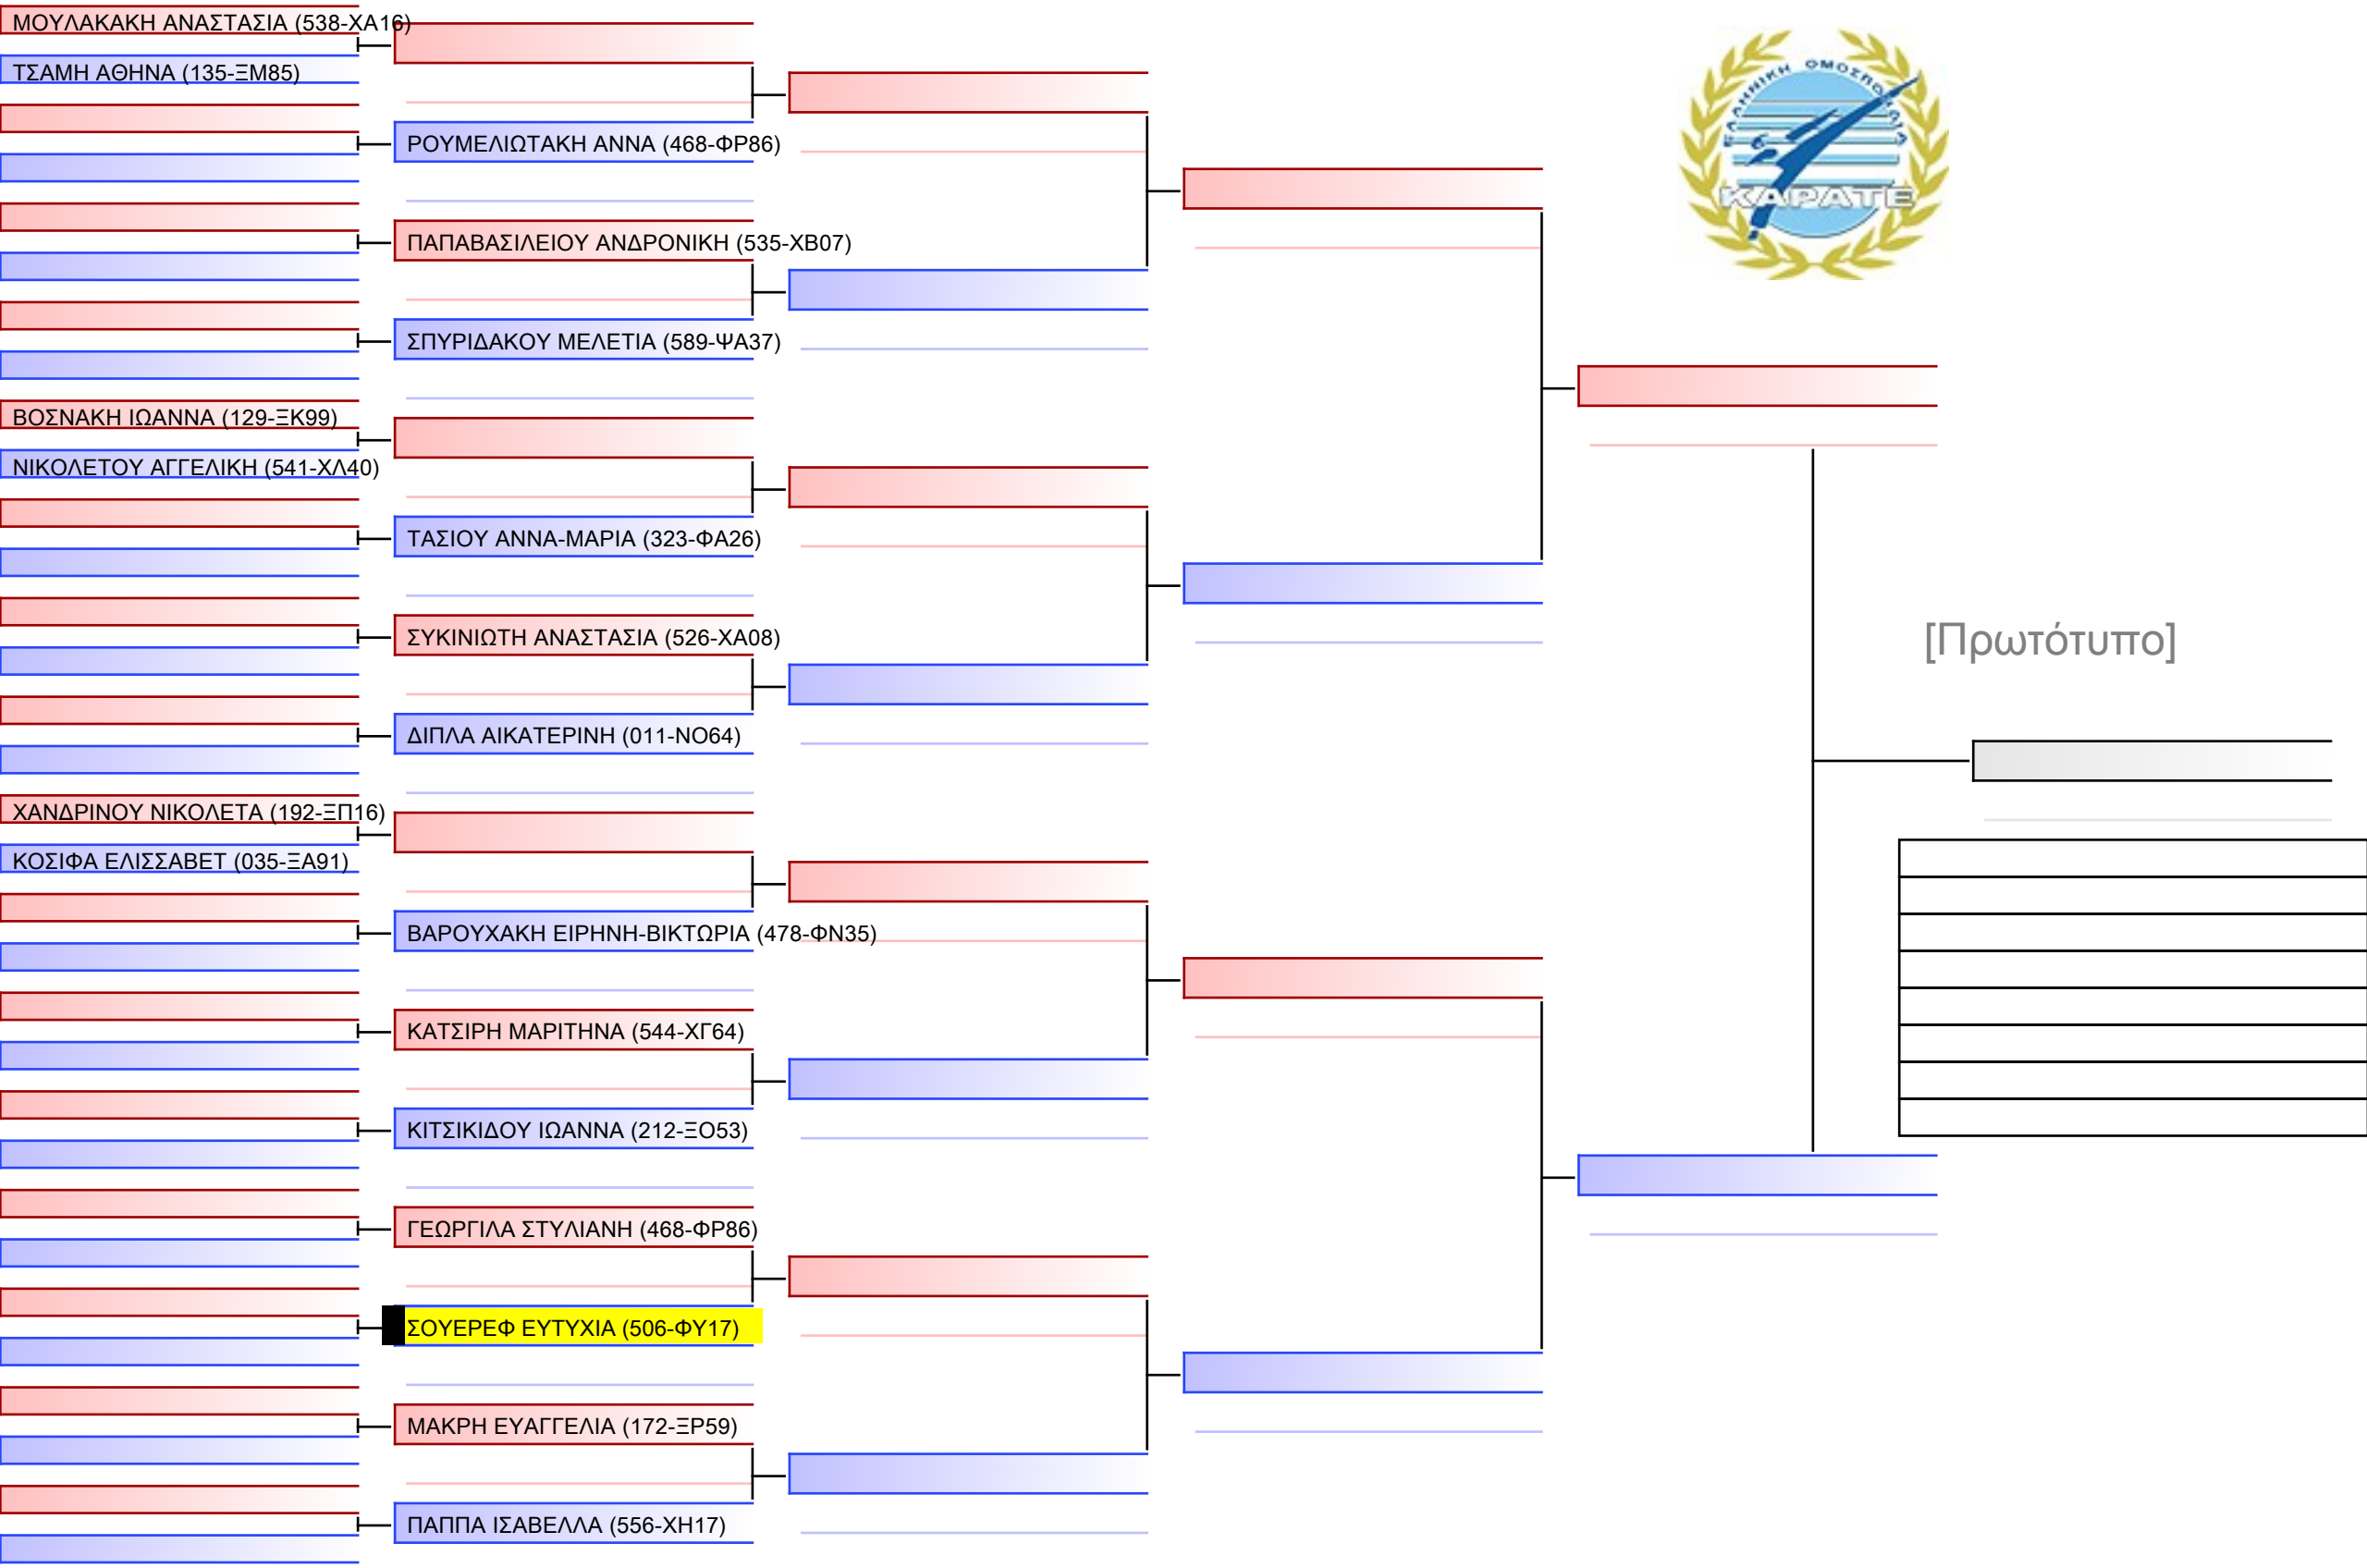 ΜΟΥΛΑΚΑΚΗ ΑΝΑΣΤΑΣΙΑ (538-ΧΑ16)
ΤΣΑΜΗ ΑΘΗΝΑ (135-ΞΜ85)
ΡΟΥΜΕΛΙΩΤΑΚΗ ΑΝΝΑ (468-ΦΡ86)
ΠΑΠΑΒΑΣΙΛΕΙΟΥ ΑΝΔΡΟΝΙΚΗ (535-ΧΒ07)
ΣΠΥΡΙΔΑΚΟΥ ΜΕΛΕΤΙΑ (589-ΨΑ37)
ΒΟΣΝΑΚΗ ΙΩΑΝΝΑ (129-ΞΚ99)
ΝΙΚΟΛΕΤΟΥ ΑΓΓΕΛΙΚΗ (541-ΧΛ40)
ΤΑΣΙΟΥ ΑΝΝΑ-ΜΑΡΙΑ (323-ΦΑ26)
ΣΥΚΙΝΙΩΤΗ ΑΝΑΣΤΑΣΙΑ (526-ΧΑ08)
ΔΙΠΛΑ ΑΙΚΑΤΕΡΙΝΗ (011-ΝΟ64)
ΧΑΝΔΡΙΝΟΥ ΝΙΚΟΛΕΤΑ (192-ΞΠ16)
ΚΟΣΙΦΑ ΕΛΙΣΣΑΒΕΤ (035-ΞΑ91)
ΒΑΡΟΥΧΑΚΗ ΕΙΡΗΝΗ-ΒΙΚΤΩΡΙΑ (478-ΦΝ35)
ΚΑΤΣΙΡΗ ΜΑΡΙΤΗΝΑ (544-ΧΓ64)
ΚΙΤΣΙΚΙΔΟΥ ΙΩΑΝΝΑ (212-ΞΟ53)
ΓΕΩΡΓΙΛΑ ΣΤΥΛΙΑΝΗ (468-ΦΡ86)
ΣΟΥΕΡΕΦ ΕΥΤΥΧΙΑ (506-ΦΥ17)
ΜΑΚΡΗ ΕΥΑΓΓΕΛΙΑ (172-ΞΡ59)
ΠΑΠΠΑ ΙΣΑΒΕΛΛΑ (556-ΧΗ17)
ΕΛΛΗΝΙΚΗ ΟΜΟΣΠΟΝΔΙΑ
ΚΑΡΑΤΕ
[Πρωτότυπο]